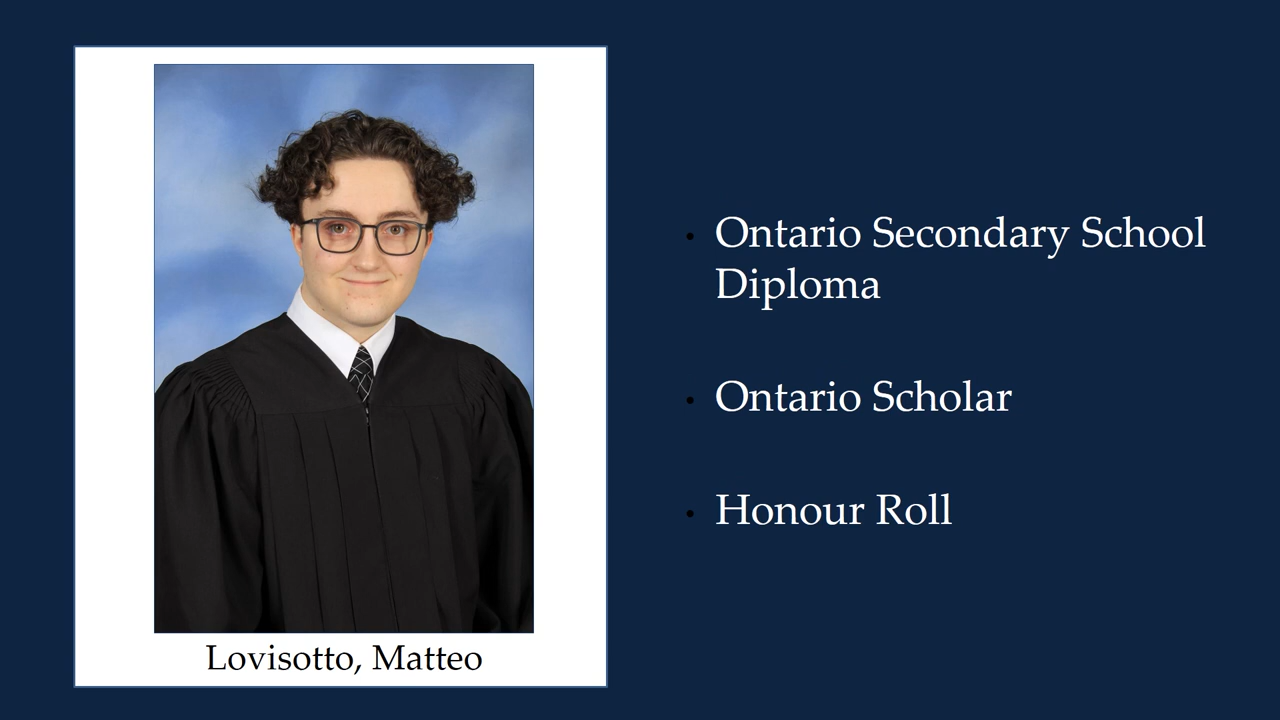 Lovisotto, Matteo
• Ontario Secondary School
Diploma
• Ontario Scholar
• Honour Roll